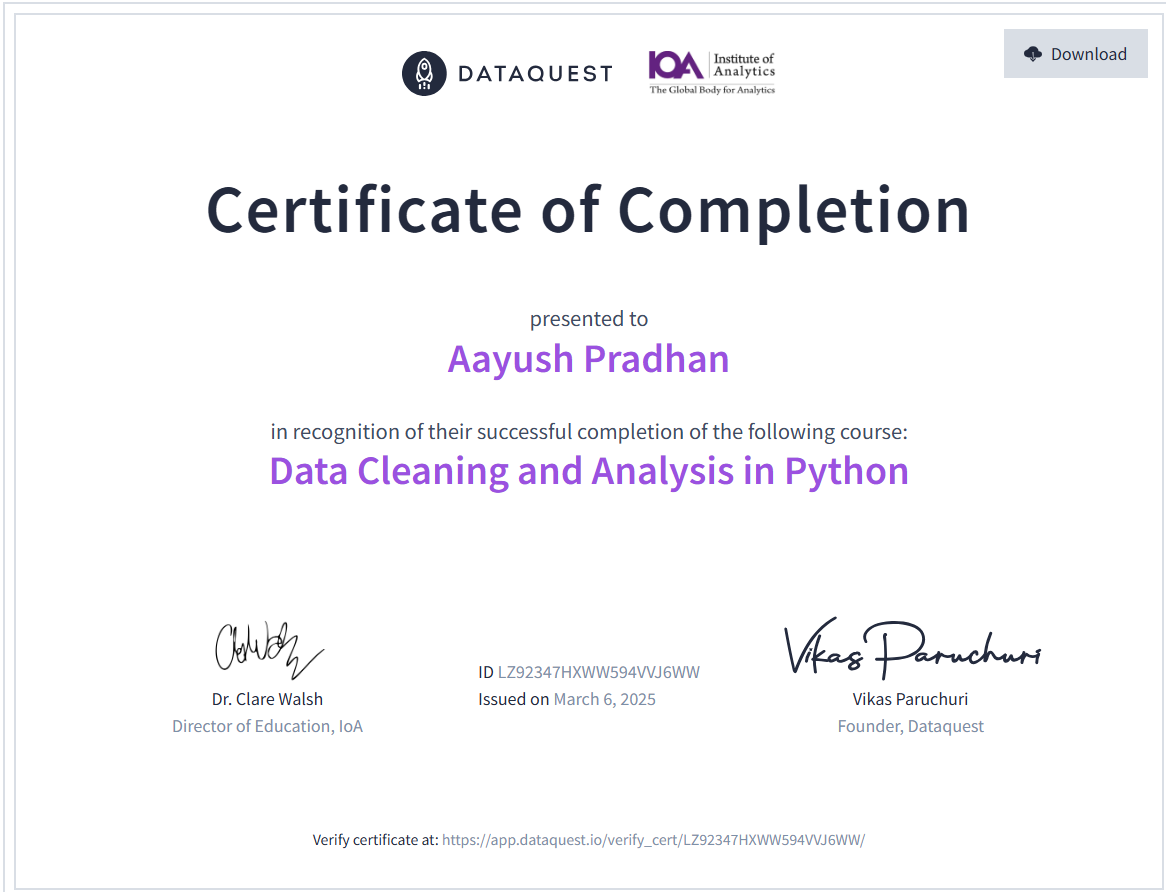 DATAQUEST
IOA
Institute of
Analytics
The Global Body for Analytics
Download
Certificate of Completion
presented to
Aayush Pradhan
in recognition of their successful completion of the following course:
Data Cleaning and Analysis in Python
Vikas Paruchuri
Dr. Clare Walsh
Director of Education, IoA
ID LZ92347HXWW594VVJ6WW
Issued on March 6, 2025
Vikas Paruchuri
Founder, Dataquest
Verify certificate at: https://app.dataquest.io/verify_cert/LZ92347HXWW594VVJ6WW/